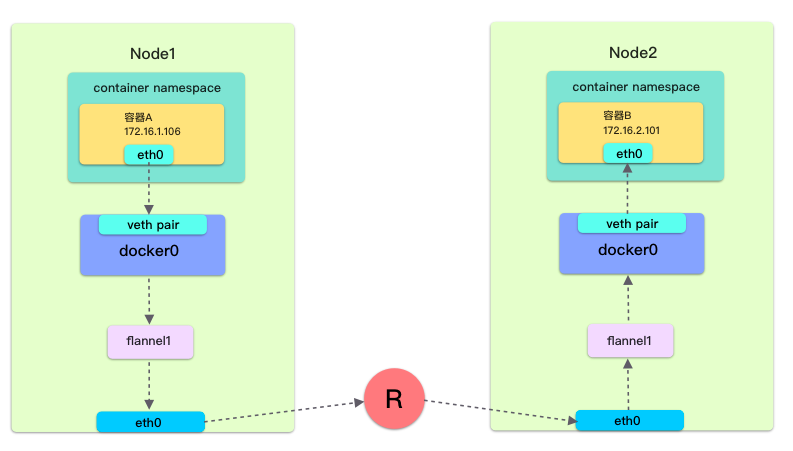 Node1
container namespace
容器A
172.16.1.106
eth0
veth pair
docker0
flannel1
eth0
R
Node2
container namespace
容器B
172.16.2.101
eth0
veth pair
docker0
flannel1
eth0